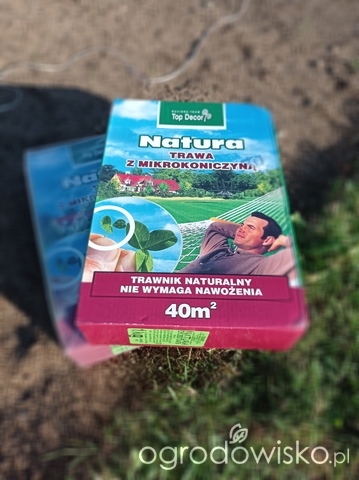 Top Decor
Natura
TRAWA
Z MIKROKONICZYNĄ
TRAWNIK NATURALNY
NIE WYMAGA NAWOŻENIA
40m²
ogrodowisko.pl